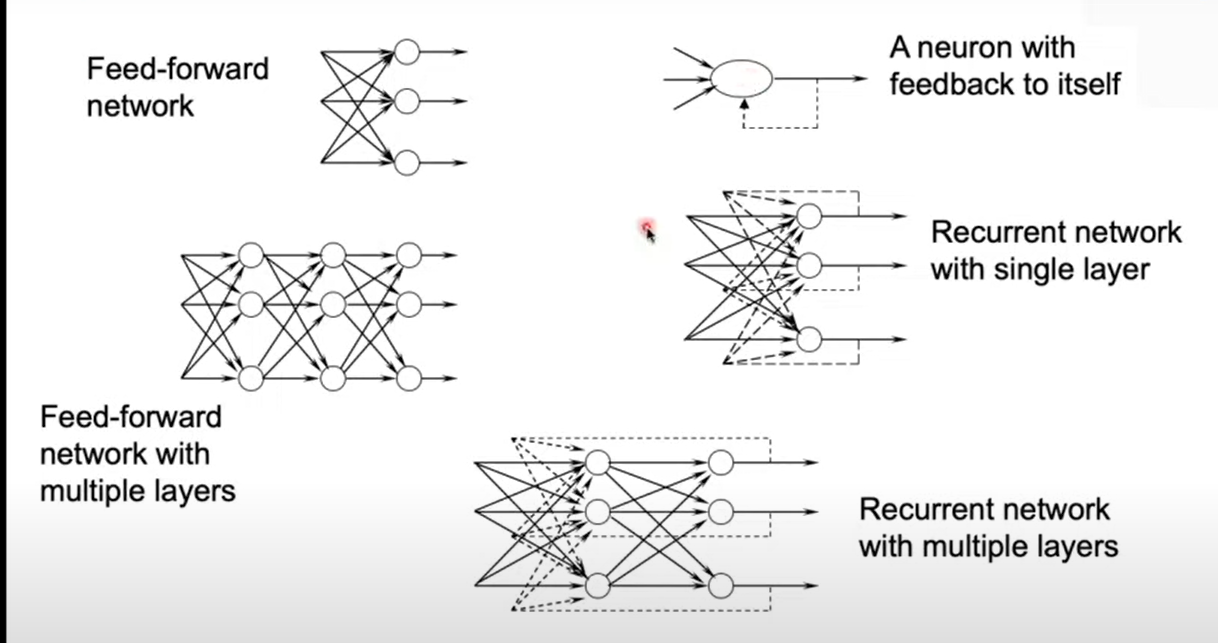 Feed-forward
network
A neuron with
feedback to itself
Recurrent network
with single layer
Feed-forward
network with
multiple layers
Recurrent network
with multiple layers